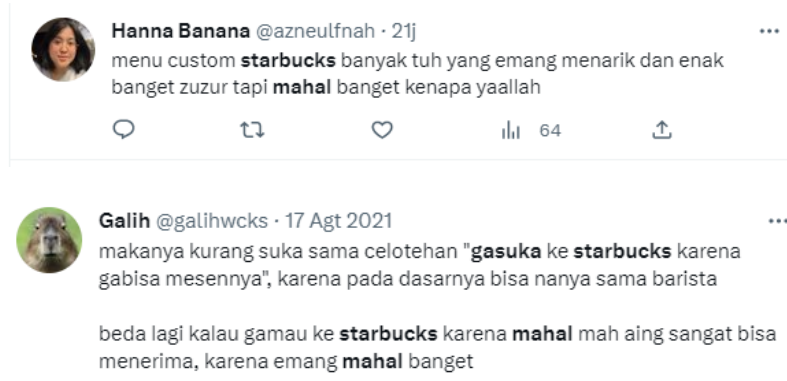 Hanna Banana @azneulfnah · 21j
menu custom starbucks banyak tuh yang emang menarik dan enak
banget zuzur tapi mahal banget kenapa yaallah
64
Galih @galihwcks · 17 Agt 2021
makanya kurang suka sama celotehan "gasuka ke starbucks karena
gabisa mesennya", karena pada dasarnya bisa nanya sama barista
beda lagi kalau gamau ke starbucks karena mahal mah aing sangat bisa
menerima, karena emang mahal banget